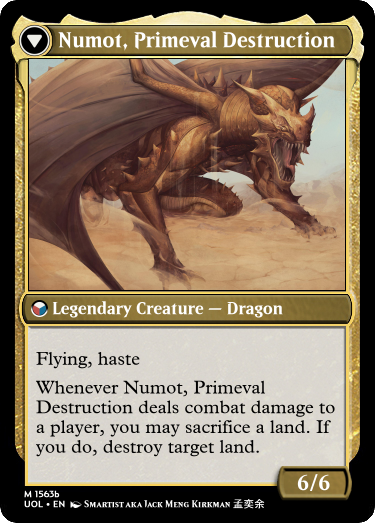 Numot, Primeval Destruction
Legendary Creature — Dragon
Flying, haste
Whenever Numot, Primeval
Destruction deals combat damage to
a player, you may sacrifice a land. If
you do, destroy target land.
6/6
M 1563b
UOL • EN Smartist aka Jack Meng Kirkman 孟奕余